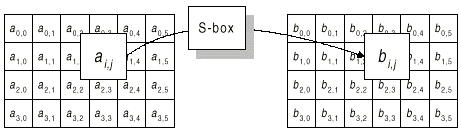 S-box
a0,0 a0,1 a0,2 a0,3 a0,4 a0,5
b0,0 b0,1 b0,2 b0,3 b0,4 b0,5
ai,j
bi,j
a1,0 a1,1 a1,4 a1,5
b1,0 b1,1 b1,4 b1,5
a2,0 a2,1 a2,2 a2,3 a2,4 a2,5
b2,0 b2,1 b2,2 b2,3 b2,4 b2,5
a3,0 a3,1 a3,2 a3,3 a3,4 a3,5
b3,0 b3,1 b3,2 b3,3 b3,4 b3,5